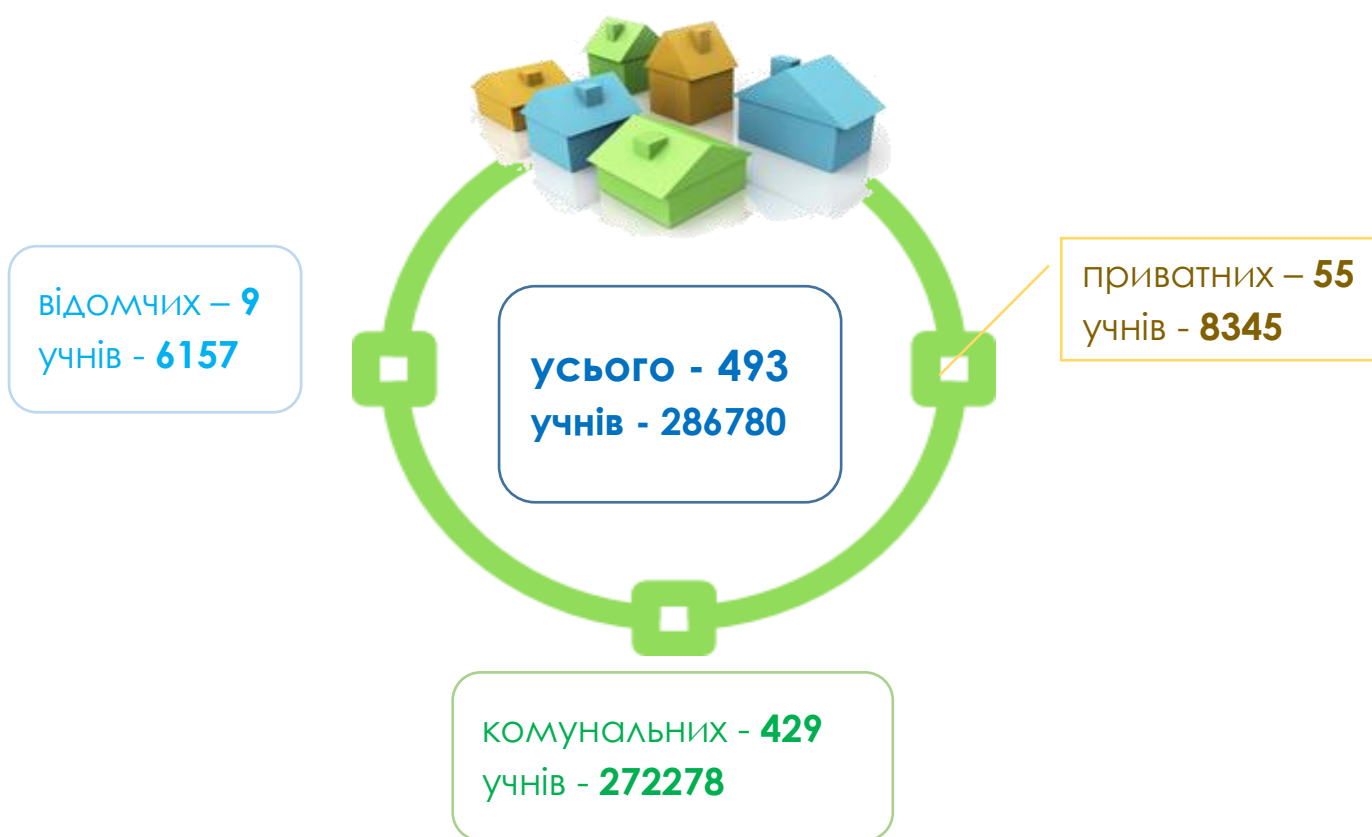 відомчих – 9
учнів - 6157
усього - 493
учнів - 286780
приватних – 55
учнів - 8345
комунальних - 429
учнів - 272278